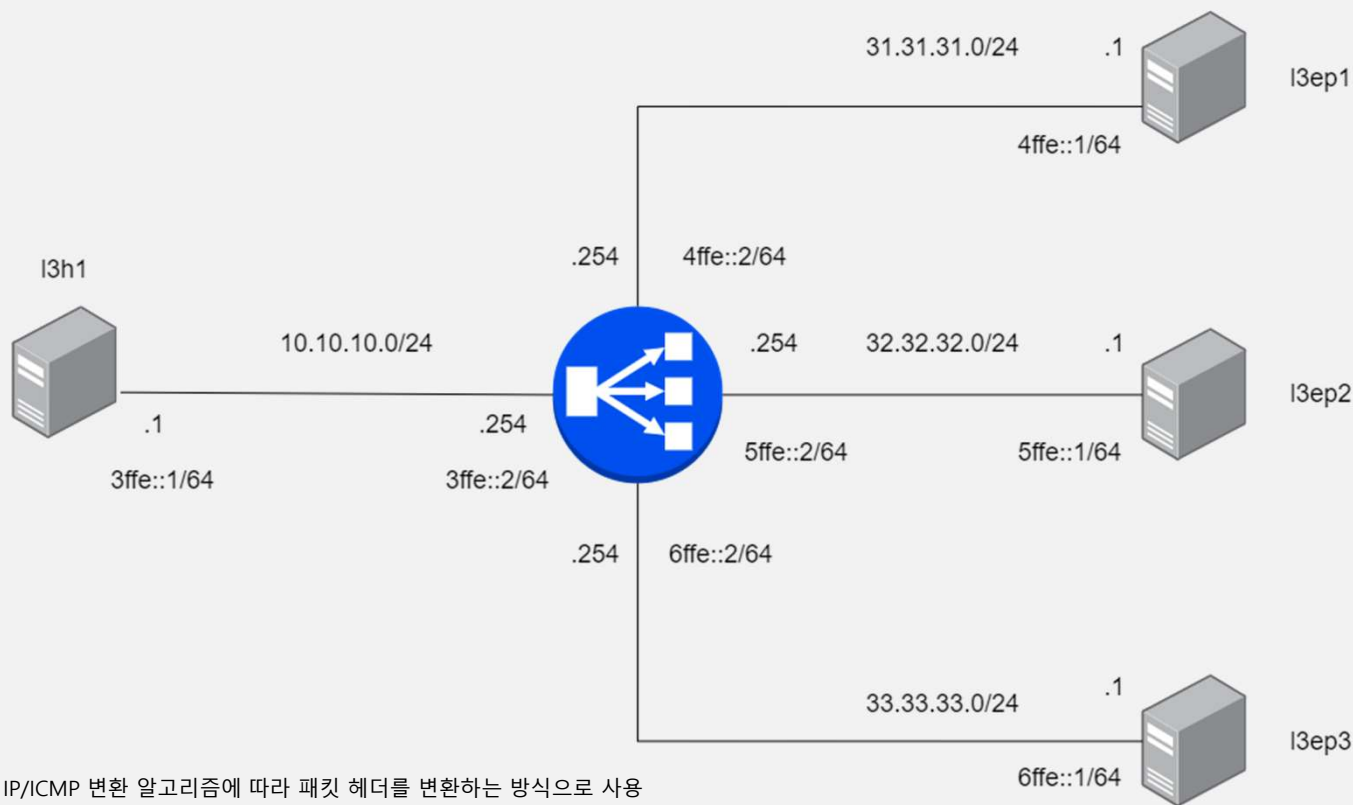 31.31.31.0/24
.1
l3ep1
4ffe::1/64
.254
4ffe::2/64
l3h1
10.10.10.0/24
.254
32.32.32.0/24
.1
l3ep2
.1
.254
5ffe::2/64
5ffe::1/64
3ffe::1/64
3ffe::2/64
.254
6ffe::2/64
33.33.33.0/24
.1
l3ep3
6ffe::1/64
IP/ICMP 변환 알고리즘에 따라 패킷 헤더를 변환하는 방식으로 사용